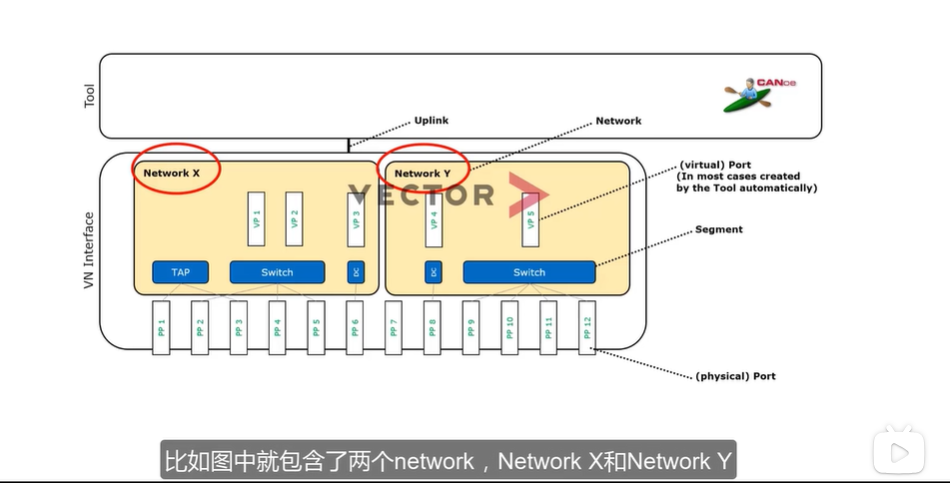 Tool
CANoe
Uplink
Network
VN Interface
Network X
Network Y
VECTOR
(virtual) Port
(In most cases created
by the Tool automatically)
VP 1
VP 2
VP 3
VP 4
VP 5
Segment
TAP
Switch
DC
DC
Switch
PP 1
PP 2
PP 3
PP 4
PP 5
PP 6
PP 7
PP 8
PP 9
PP 10
PP 11
PP 12
(physical) Port
比如图中就包含了两个network，Network X和Network Y